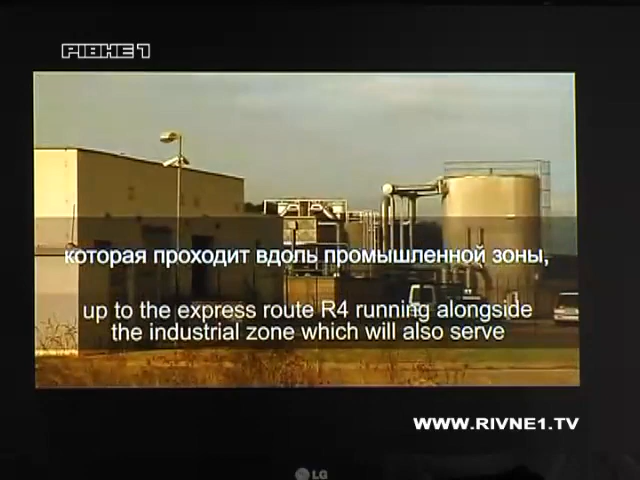 РІВНЕ 1
которая проходит вдоль промышленной зоны,
up to the express route R4 running alongside
the industrial zone which will also serve
WWW.RIVNE1.TV
LG